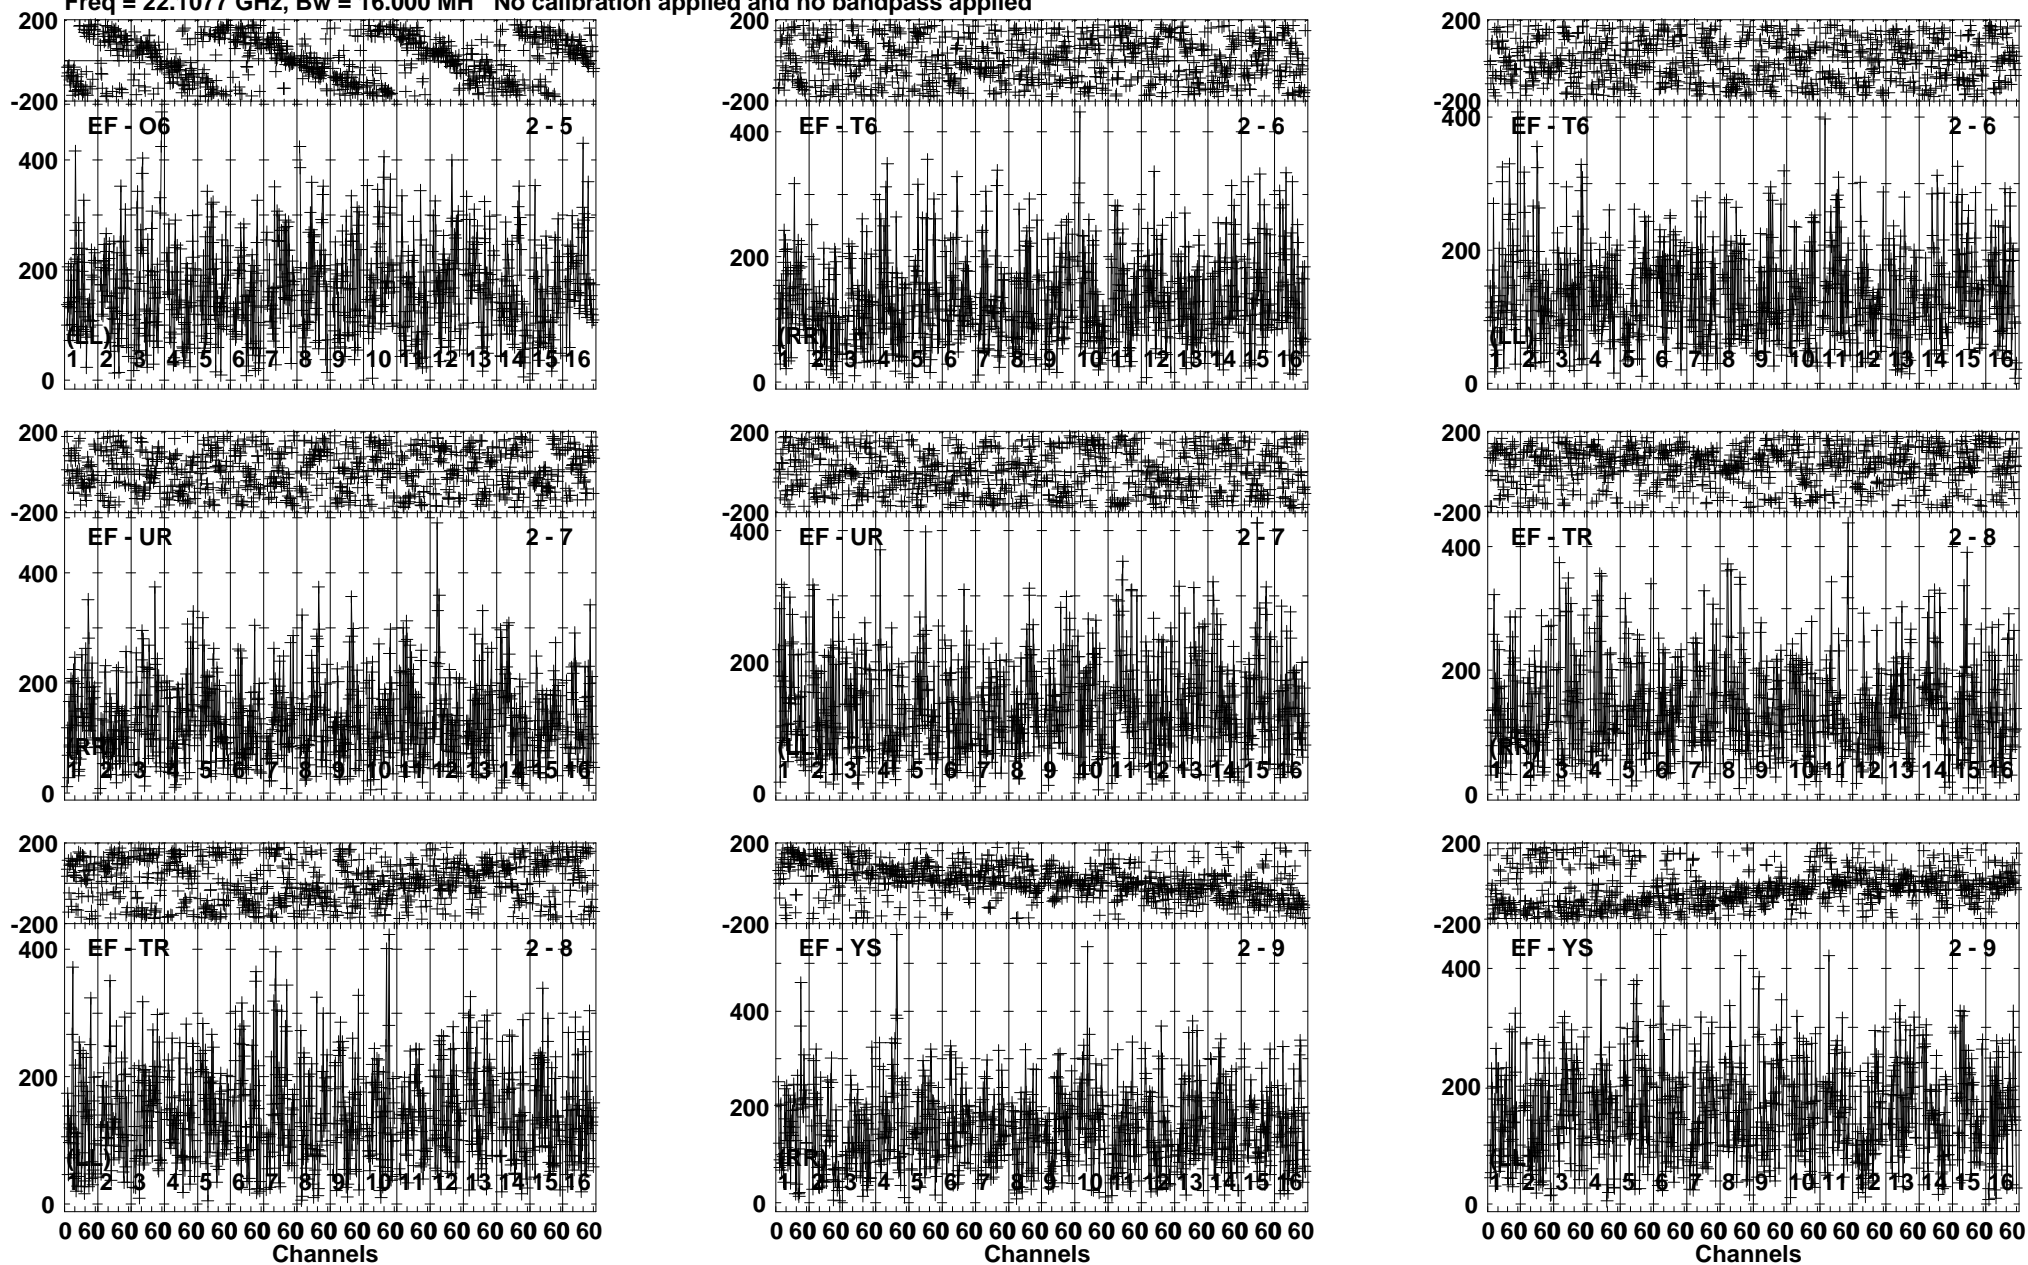 Freq = 22.1077 GHz, Bw = 16.000 MH No calibration applied and no bandpass applied
200 200 200
-200 -200 -200
EF - O6 2 - 5 EF - T6 2 - 6 EF - T6 2 - 6
400 400 400
200 200 200
(LL) (RR) (LL)
1 2 3 4 5 6 7 8 9 10 11 12 13 14 15 16 1 2 3 4 5 6 7 8 9 10 11 12 13 14 15 16 1 2 3 4 5 6 7 8 9 10 11 12 13 14 15 16
0 0 0
200 200 200
-200 -200 -200
EF - UR 2 - 7 EF - UR 2 - 7 EF - TR 2 - 8
400 400 400
200 200 200
(RR) (LL) (RR)
1 2 3 4 5 6 7 8 9 10 11 12 13 14 15 16 1 2 3 4 5 6 7 8 9 10 11 12 13 14 15 16 1 2 3 4 5 6 7 8 9 10 11 12 13 14 15 16
0 0 0
200 200 200
-200 -200 -200
EF - TR 2 - 8 EF - YS 2 - 9 EF - YS 2 - 9
400 400 400
200 200 200
(LL) (RR) (LL)
1 2 3 4 5 6 7 8 9 10 11 12 13 14 15 16 1 2 3 4 5 6 7 8 9 10 11 12 13 14 15 16 1 2 3 4 5 6 7 8 9 10 11 12 13 14 15 16
0 0 0
0 60 60 60 60 60 60 60 60 60 60 60 60 60 60 60 60 0 60 60 60 60 60 60 60 60 60 60 60 60 60 60 60 60 0 60 60 60 60 60 60 60 60 60 60 60 60 60 60 60 60
Channels Channels Channels